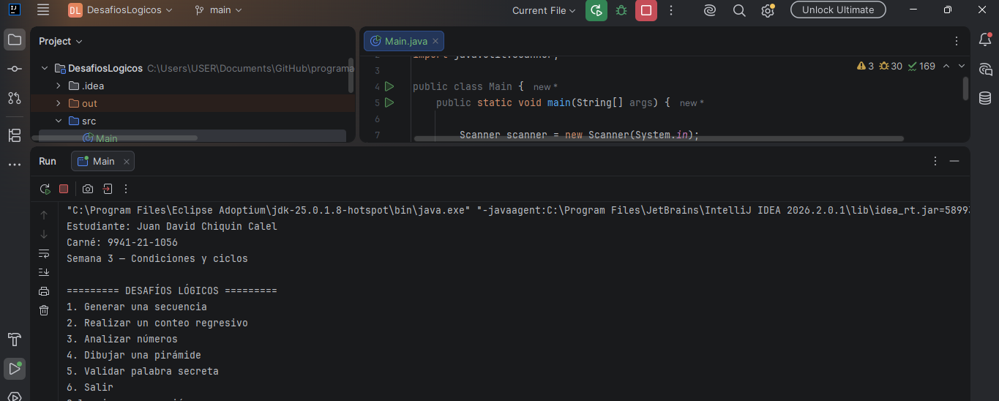 DL DesafiosLogicos main Current File Unlock Ultimate
Project
DesafiosLogicos C:\Users\USER\Documents\GitHub\programa
.idea
out
src
Main
Main.java
2 import java.util.Scanner;
3
3 30 169
4 public class Main { new *
5 public static void main(String[] args) { new *
6
7 Scanner scanner = new Scanner(System.in);
Run Main
"C:\Program Files\Eclipse Adoptium\jdk-25.0.1.8-hotspot\bin\java.exe" "-javaagent:C:\Program Files\JetBrains\IntelliJ IDEA 2026.2.0.1\lib\idea_rt.jar=58993
Estudiante: Juan David Chiquin Calel
Carné: 9941-21-1056
Semana 3 — Condiciones y ciclos
========= DESAFÍOS LÓGICOS =========
1. Generar una secuencia
2. Realizar un conteo regresivo
3. Analizar números
4. Dibujar una pirámide
5. Validar palabra secreta
6. Salir